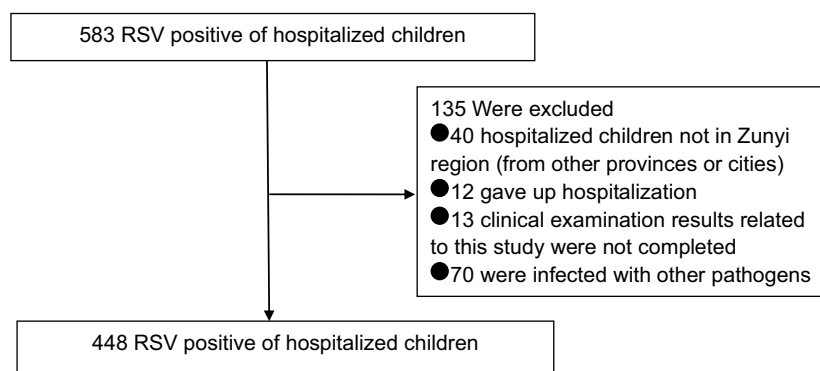 583 RSV positive of hospitalized children
135 Were excluded
●40 hospitalized children not in Zunyi
region (from other provinces or cities)
●12 gave up hospitalization
●13 clinical examination results related
to this study were not completed
●70 were infected with other pathogens
448 RSV positive of hospitalized children